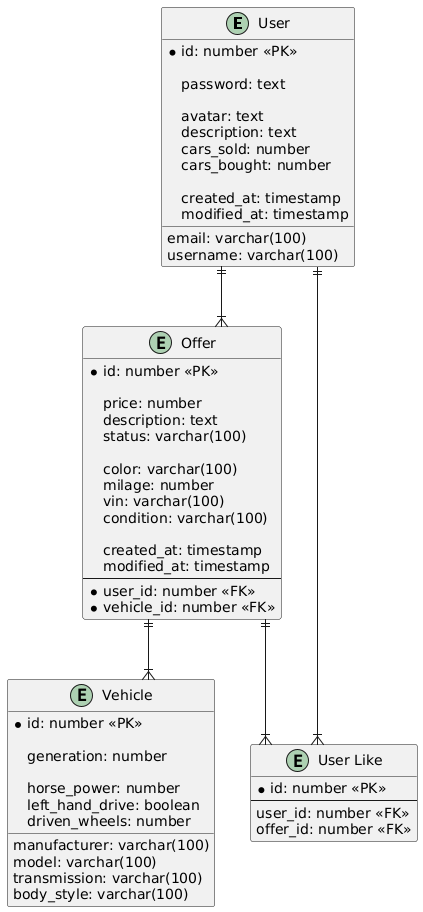 E User
* id: number «PK»
password: text
avatar: text
description: text
cars_sold: number
cars_bought: number
created_at: timestamp
modified_at: timestamp
email: varchar(100)
username: varchar(100)
E Offer
* id: number «PK»
price: number
description: text
status: varchar(100)
color: varchar(100)
milage: number
vin: varchar(100)
condition: varchar(100)
created_at: timestamp
modified_at: timestamp
* user_id: number «FK»
* vehicle_id: number «FK»
E Vehicle
* id: number «PK»
generation: number
horse_power: number
left_hand_drive: boolean
driven_wheels: number
manufacturer: varchar(100)
model: varchar(100)
transmission: varchar(100)
body_style: varchar(100)
E User Like
* id: number «PK»
user_id: number «FK»
offer_id: number «FK»